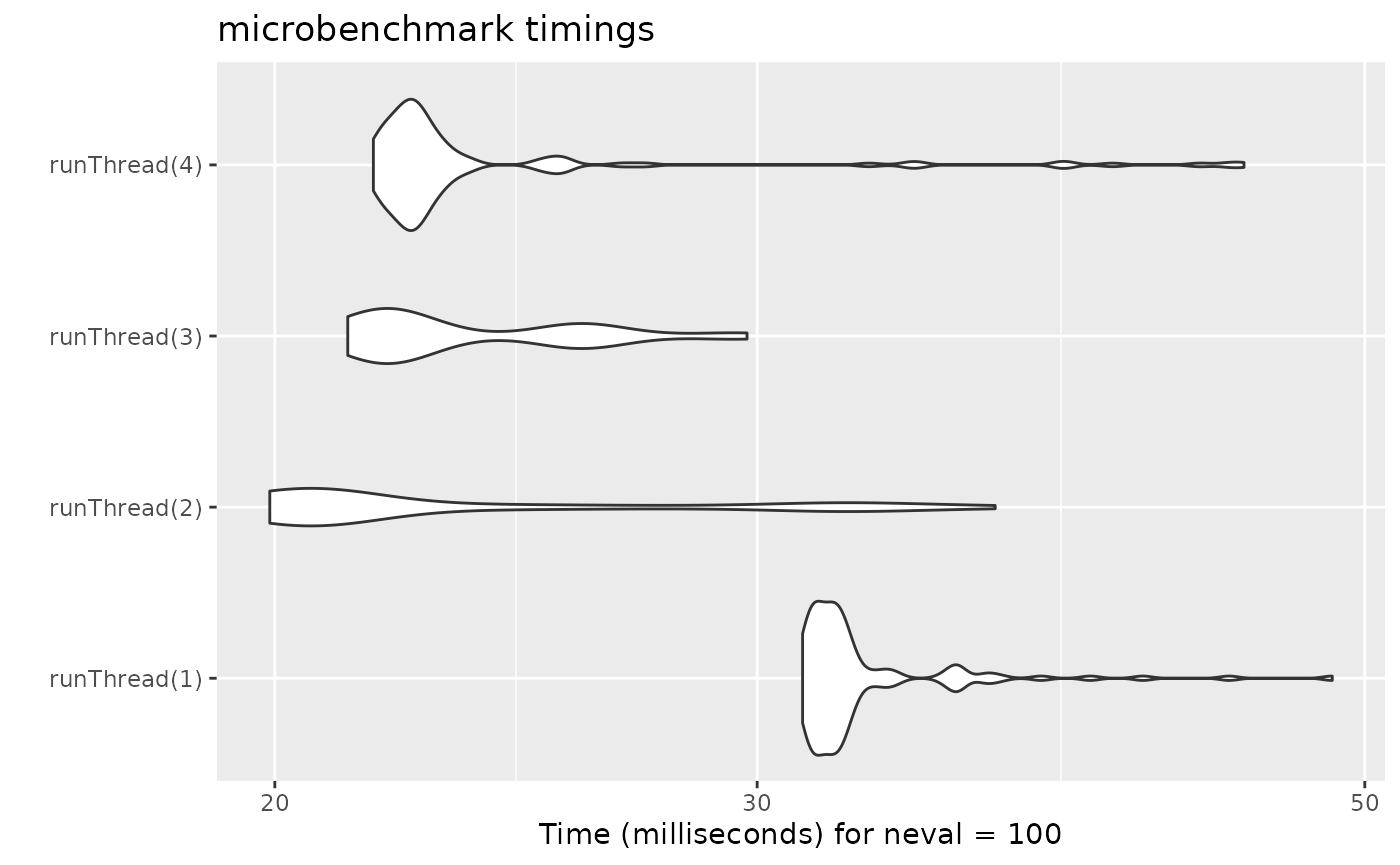 microbenchmark timings
runThread(4)
runThread(3)
runThread(2)
runThread(1)
20 30 50
Time (milliseconds) for neval = 100